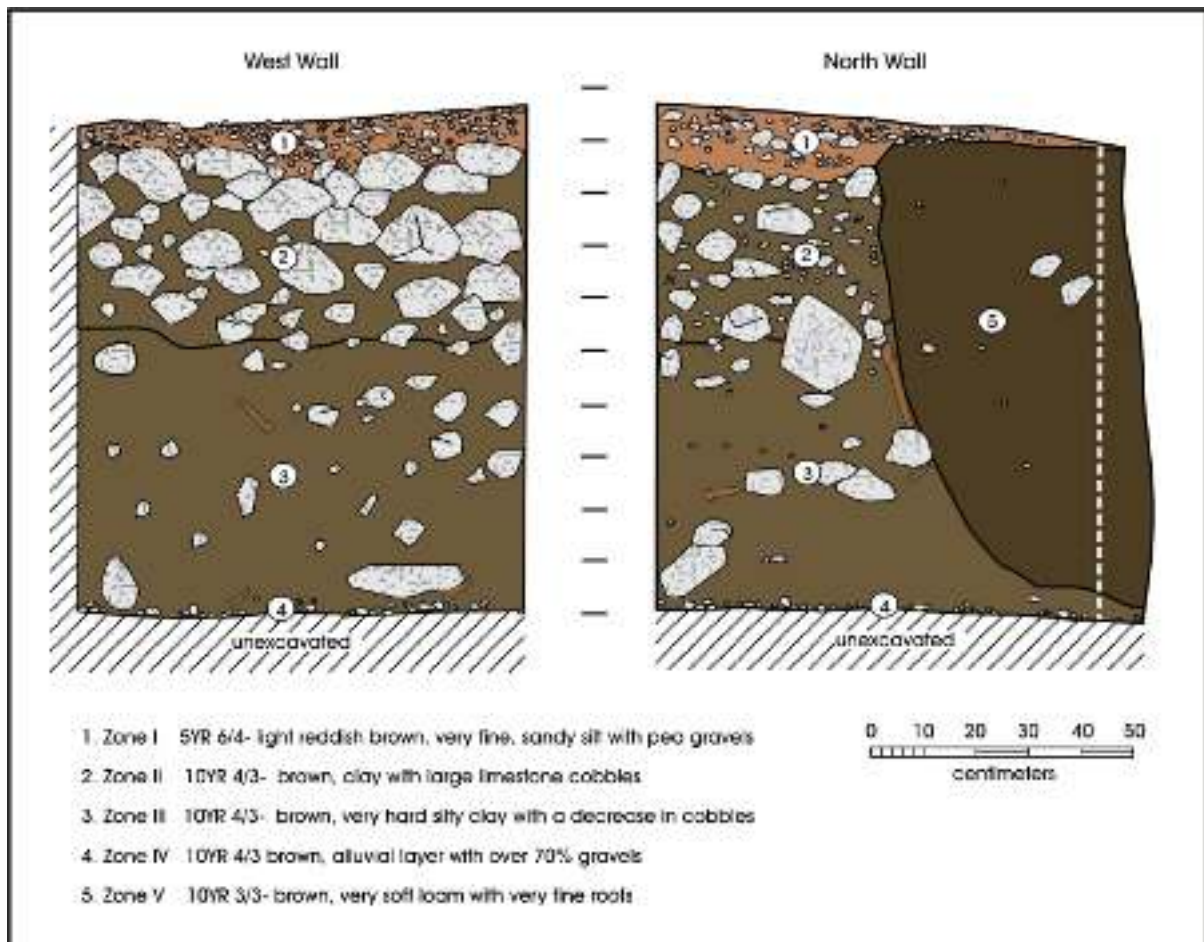 West Wall
North Wall
1
1
2
2
5
3
3
4
4
unexcavated
unexcavated
1. Zone I 5YR 6/4- light reddish brown, very fine, sandy silt with pea gravels
2. Zone II 10YR 4/3- brown, clay with large limestone cobbles
3. Zone III 10YR 4/3- brown, very hard silty clay with a decrease in cobbles
4. Zone IV 10YR 4/3 brown, alluvial layer with over 70% gravels
5. Zone V 10YR 3/3- brown, very soft loam with very fine roots
0 10 20 30 40 50
centimeters